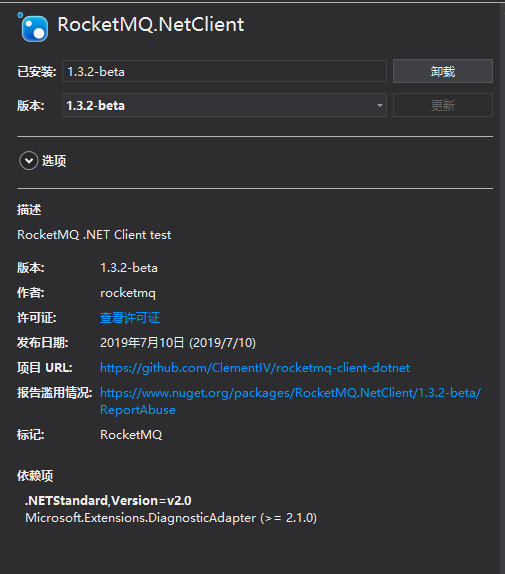 RocketMQ.NetClient
已安装: 1.3.2-beta 卸载
版本: 1.3.2-beta 更新
选项
描述
RocketMQ .NET Client test
版本: 1.3.2-beta
作者: rocketmq
许可证: 查看许可证
发布日期: 2019年7月10日 (2019/7/10)
项目 URL: https://github.com/ClementIV/rocketmq-client-dotnet
报告滥用情况: https://www.nuget.org/packages/RocketMQ.NetClient/1.3.2-beta/
ReportAbuse
标记: RocketMQ
依赖项
.NETStandard,Version=v2.0
Microsoft.Extensions.DiagnosticAdapter (>= 2.1.0)